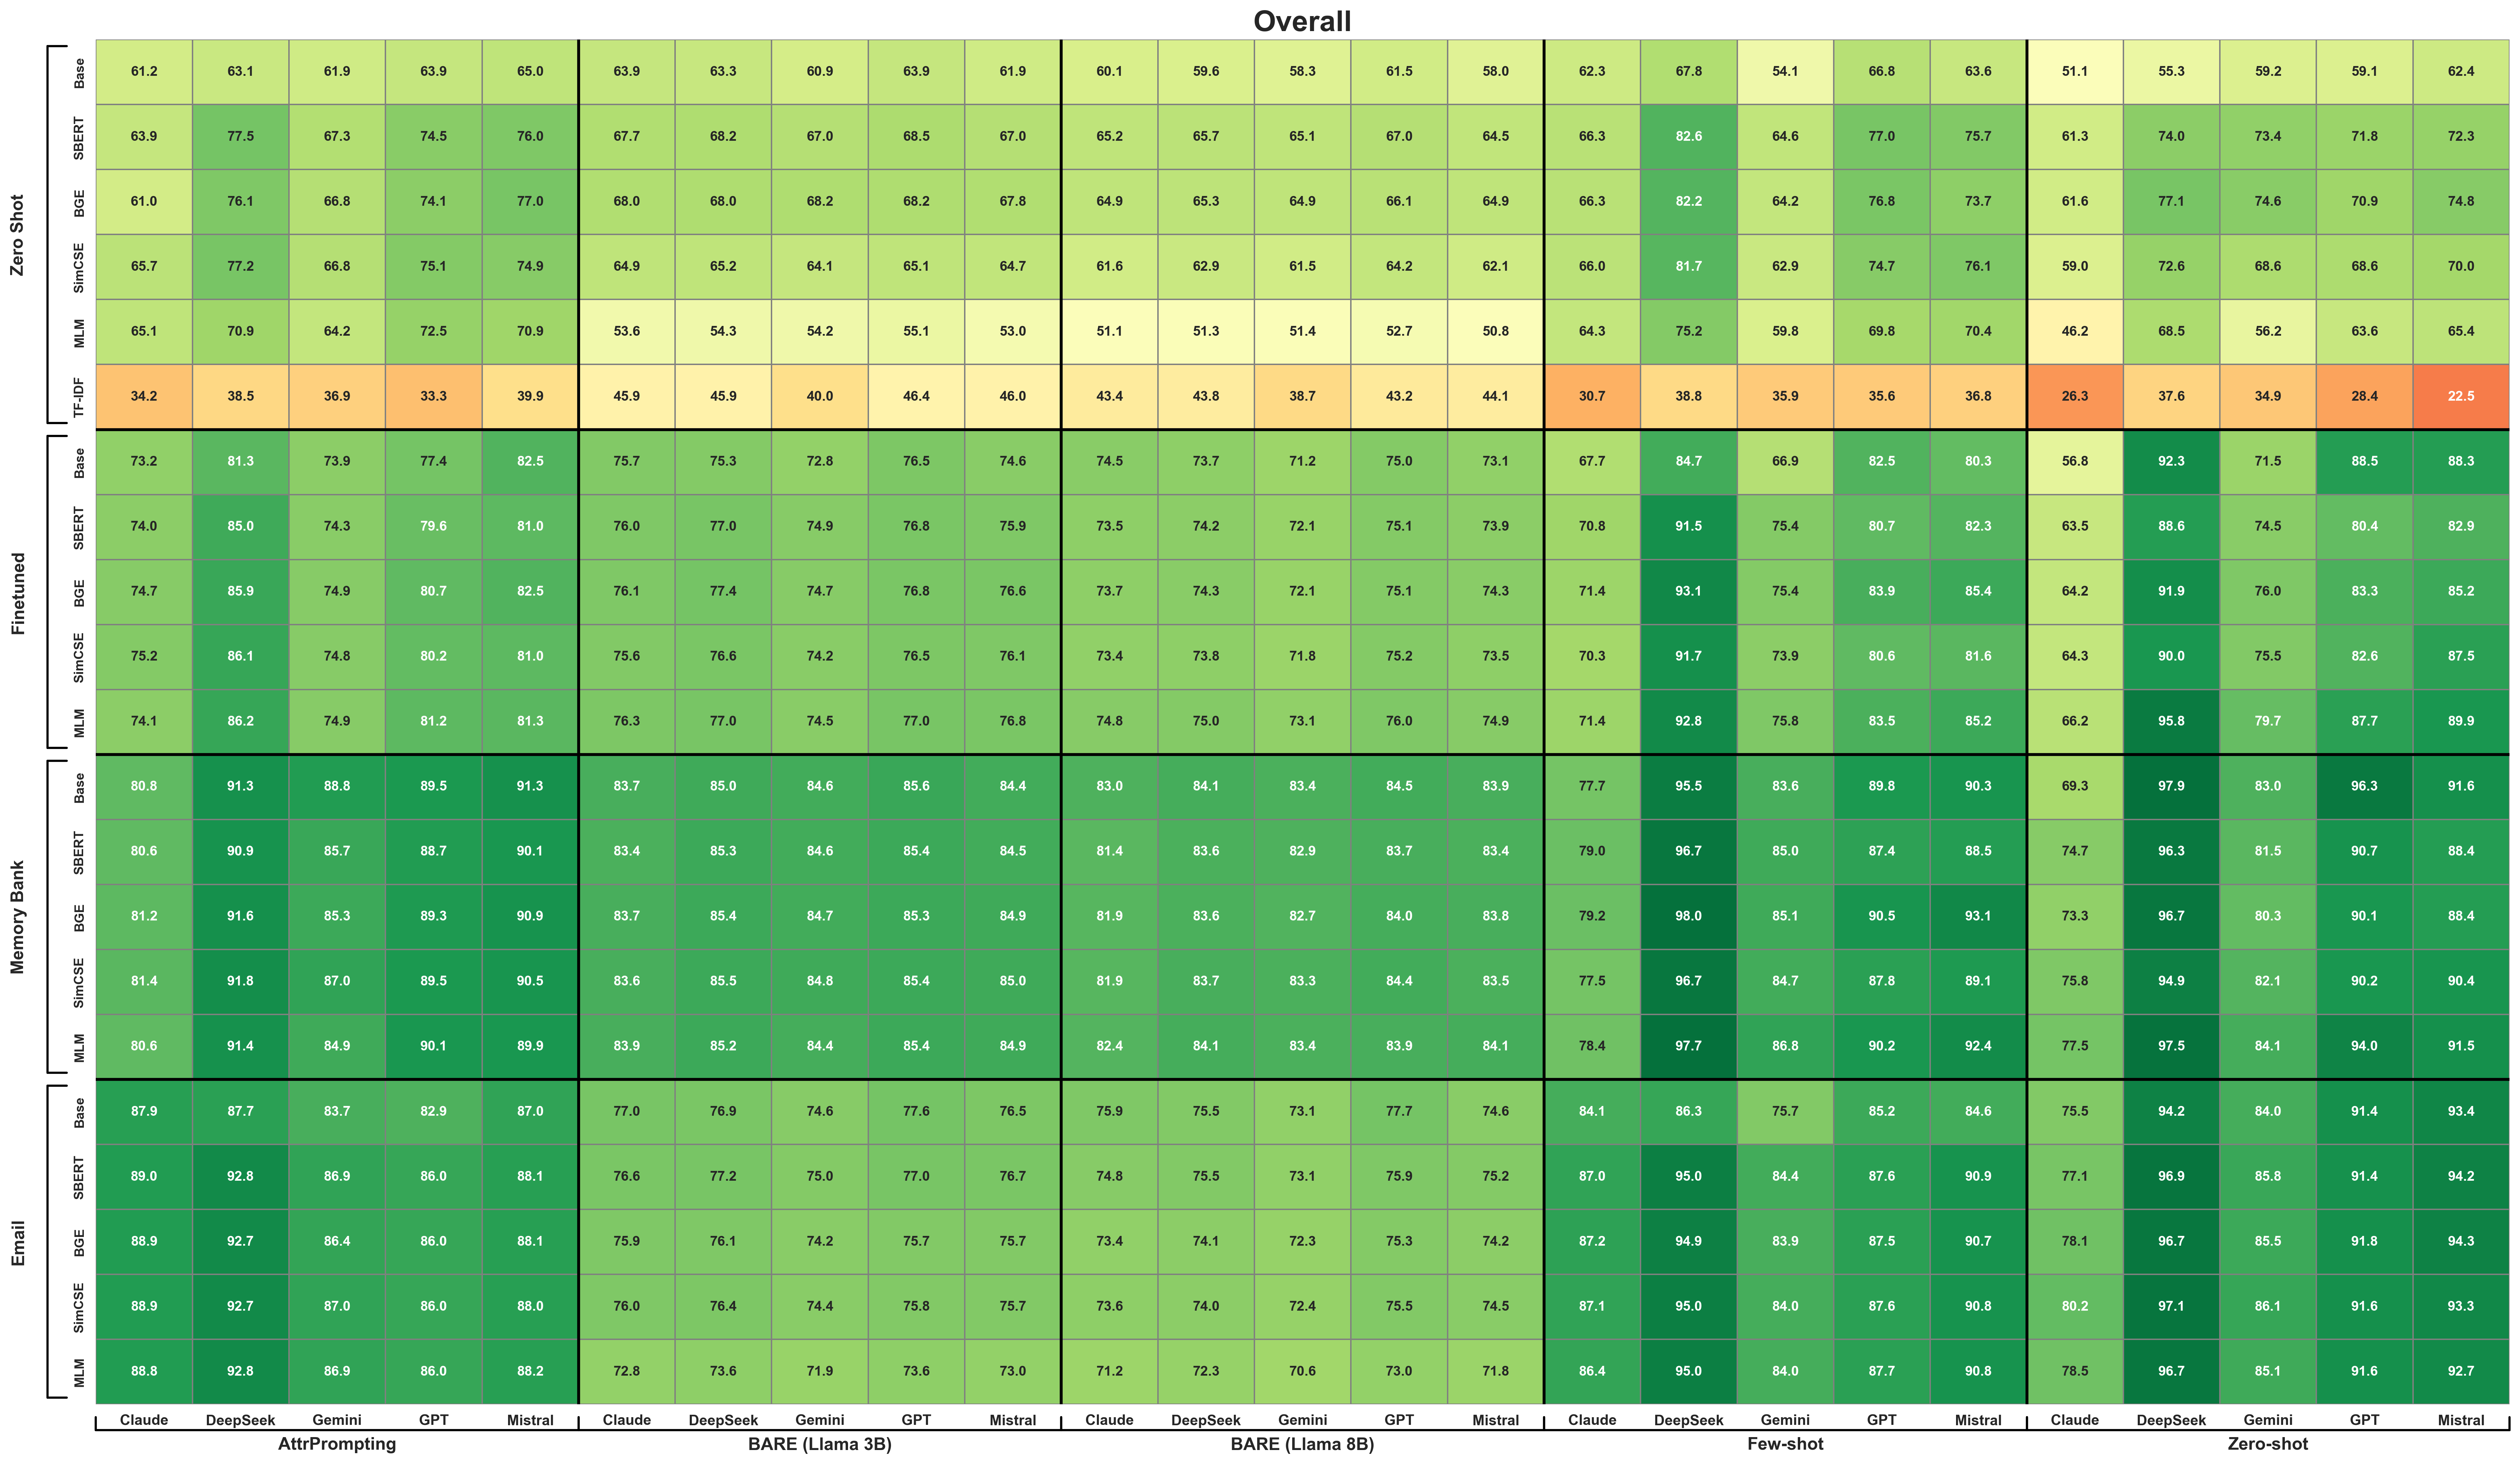 Overall
Zero Shot
Base 61.2 63.1 61.9 63.9 65.0 63.9 63.3 60.9 63.9 61.9 60.1 59.6 58.3 61.5 58.0 62.3 67.8 54.1 66.8 63.6 51.1 55.3 59.2 59.1 62.4
SBERT 63.9 77.5 67.3 74.5 76.0 67.7 68.2 67.0 68.5 67.0 65.2 65.7 65.1 67.0 64.5 66.3 82.6 64.6 77.0 75.7 61.3 74.0 73.4 71.8 72.3
BGE 61.0 76.1 66.8 74.1 77.0 68.0 68.0 68.2 68.2 67.8 64.9 65.3 64.9 66.1 64.9 66.3 82.2 64.2 76.8 73.7 61.6 77.1 74.6 70.9 74.8
SimCSE 65.7 77.2 66.8 75.1 74.9 64.9 65.2 64.1 65.1 64.7 61.6 62.9 61.5 64.2 62.1 66.0 81.7 62.9 74.7 76.1 59.0 72.6 68.6 68.6 70.0
MLM 65.1 70.9 64.2 72.5 70.9 53.6 54.3 54.2 55.1 53.0 51.1 51.3 51.4 52.7 50.8 64.3 75.2 59.8 69.8 70.4 46.2 68.5 56.2 63.6 65.4
TF-IDF 34.2 38.5 36.9 33.3 39.9 45.9 45.9 40.0 46.4 46.0 43.4 43.8 38.7 43.2 44.1 30.7 38.8 35.9 35.6 36.8 26.3 37.6 34.9 28.4 22.5
Finetuned
Base 73.2 81.3 73.9 77.4 82.5 75.7 75.3 72.8 76.5 74.6 74.5 73.7 71.2 75.0 73.1 67.7 84.7 66.9 82.5 80.3 56.8 92.3 71.5 88.5 88.3
SBERT 74.0 85.0 74.3 79.6 81.0 76.0 77.0 74.9 76.8 75.9 73.5 74.2 72.1 75.1 73.9 70.8 91.5 75.4 80.7 82.3 63.5 88.6 74.5 80.4 82.9
BGE 74.7 85.9 74.9 80.7 82.5 76.1 77.4 74.7 76.8 76.6 73.7 74.3 72.1 75.1 74.3 71.4 93.1 75.4 83.9 85.4 64.2 91.9 76.0 83.3 85.2
SimCSE 75.2 86.1 74.8 80.2 81.0 75.6 76.6 74.2 76.5 76.1 73.4 73.8 71.8 75.2 73.5 70.3 91.7 73.9 80.6 81.6 64.3 90.0 75.5 82.6 87.5
MLM 74.1 86.2 74.9 81.2 81.3 76.3 77.0 74.5 77.0 76.8 74.8 75.0 73.1 76.0 74.9 71.4 92.8 75.8 83.5 85.2 66.2 95.8 79.7 87.7 89.9
Memory Bank
Base 80.8 91.3 88.8 89.5 91.3 83.7 85.0 84.6 85.6 84.4 83.0 84.1 83.4 84.5 83.9 77.7 95.5 83.6 89.8 90.3 69.3 97.9 83.0 96.3 91.6
SBERT 80.6 90.9 85.7 88.7 90.1 83.4 85.3 84.6 85.4 84.5 81.4 83.6 82.9 83.7 83.4 79.0 96.7 85.0 87.4 88.5 74.7 96.3 81.5 90.7 88.4
BGE 81.2 91.6 85.3 89.3 90.9 83.7 85.4 84.7 85.3 84.9 81.9 83.6 82.7 84.0 83.8 79.2 98.0 85.1 90.5 93.1 73.3 96.7 80.3 90.1 88.4
SimCSE 81.4 91.8 87.0 89.5 90.5 83.6 85.5 84.8 85.4 85.0 81.9 83.7 83.3 84.4 83.5 77.5 96.7 84.7 87.8 89.1 75.8 94.9 82.1 90.2 90.4
MLM 80.6 91.4 84.9 90.1 89.9 83.9 85.2 84.4 85.4 84.9 82.4 84.1 83.4 83.9 84.1 78.4 97.7 86.8 90.2 92.4 77.5 97.5 84.1 94.0 91.5
Email
Base 87.9 87.7 83.7 82.9 87.0 77.0 76.9 74.6 77.6 76.5 75.9 75.5 73.1 77.7 74.6 84.1 86.3 75.7 85.2 84.6 75.5 94.2 84.0 91.4 93.4
SBERT 89.0 92.8 86.9 86.0 88.1 76.6 77.2 75.0 77.0 76.7 74.8 75.5 73.1 75.9 75.2 87.0 95.0 84.4 87.6 90.9 77.1 96.9 85.8 91.4 94.2
BGE 88.9 92.7 86.4 86.0 88.1 75.9 76.1 74.2 75.7 75.7 73.4 74.1 72.3 75.3 74.2 87.2 94.9 83.9 87.5 90.7 78.1 96.7 85.5 91.8 94.3
SimCSE 88.9 92.7 87.0 86.0 88.0 76.0 76.4 74.4 75.8 75.7 73.6 74.0 72.4 75.5 74.5 87.1 95.0 84.0 87.6 90.8 80.2 97.1 86.1 91.6 93.3
MLM 88.8 92.8 86.9 86.0 88.2 72.8 73.6 71.9 73.6 73.0 71.2 72.3 70.6 73.0 71.8 86.4 95.0 84.0 87.7 90.8 78.5 96.7 85.1 91.6 92.7
Claude DeepSeek Gemini GPT Mistral Claude DeepSeek Gemini GPT Mistral Claude DeepSeek Gemini GPT Mistral Claude DeepSeek Gemini GPT Mistral Claude DeepSeek Gemini GPT Mistral
AttrPrompting BARE (Llama 3B) BARE (Llama 8B) Few-shot Zero-shot